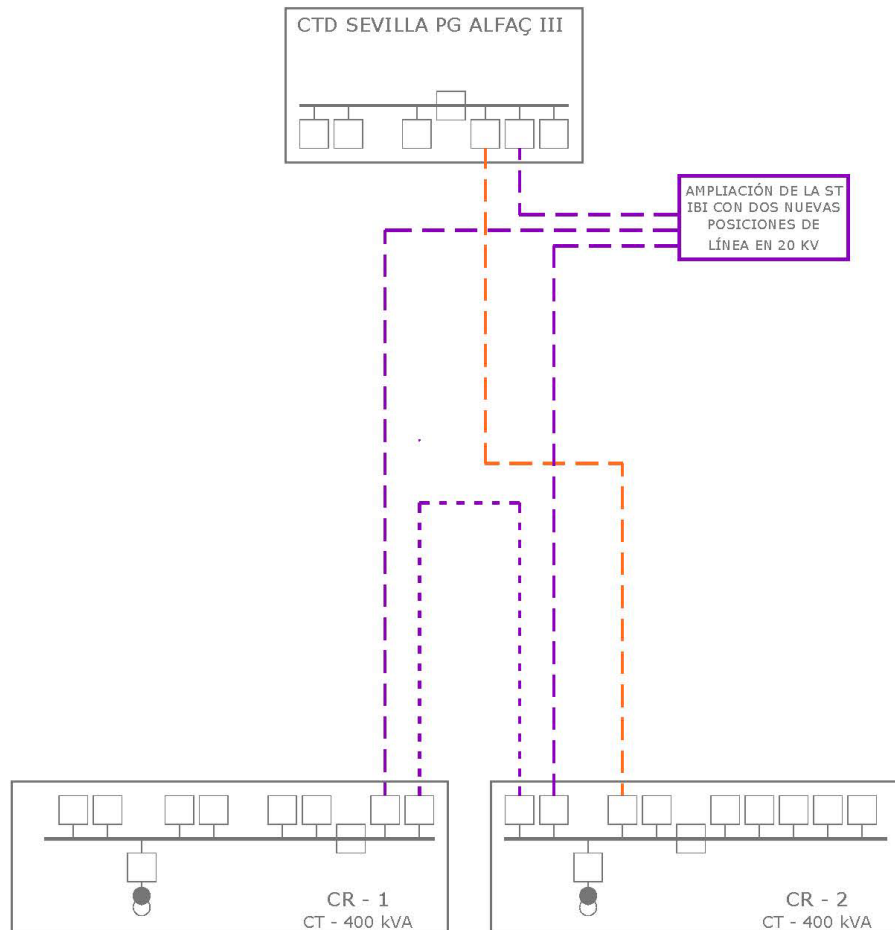 CTD SEVILLA PG ALFAÇ III
AMPLIACIÓN DE LA ST
IBI CON DOS NUEVAS
POSICIONES DE
LÍNEA EN 20 KV
CR - 1
CT - 400 kVA
CR - 2
CT - 400 kVA